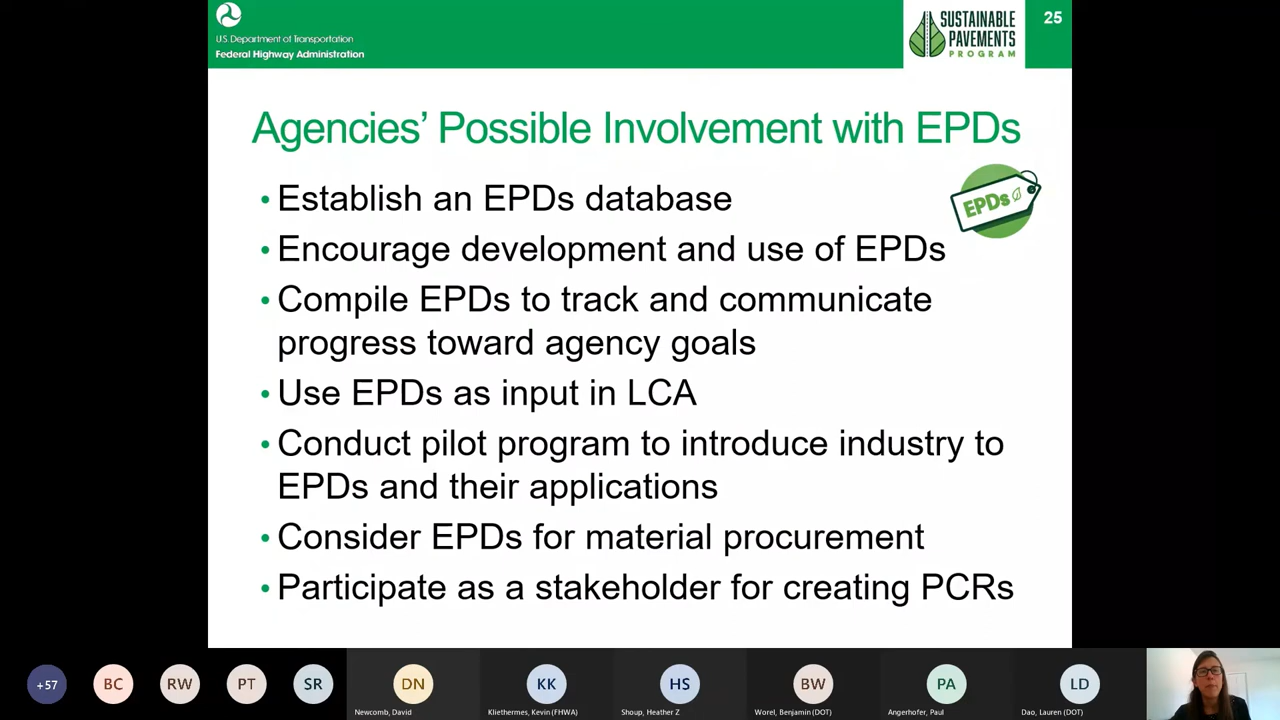 U.S. Department of Transportation
Federal Highway Administration
SUSTAINABLE
PAVEMENTS
PROGRAM
25
Agencies' Possible Involvement with EPDs
• Establish an EPDs database
EPDs
• Encourage development and use of EPDs
• Compile EPDs to track and communicate
progress toward agency goals
• Use EPDs as input in LCA
• Conduct pilot program to introduce industry to
EPDs and their applications
• Consider EPDs for material procurement
• Participate as a stakeholder for creating PCRs
+57
BC
RW
PT
SR
DN
KK
HS
BW
PA
LD
Newcomb, David
Kliethermes, Kevin (FHWA)
Shoup, Heather Z
Worel, Benjamin (DOT)
Angerhofer, Paul
Dao, Lauren (DOT)